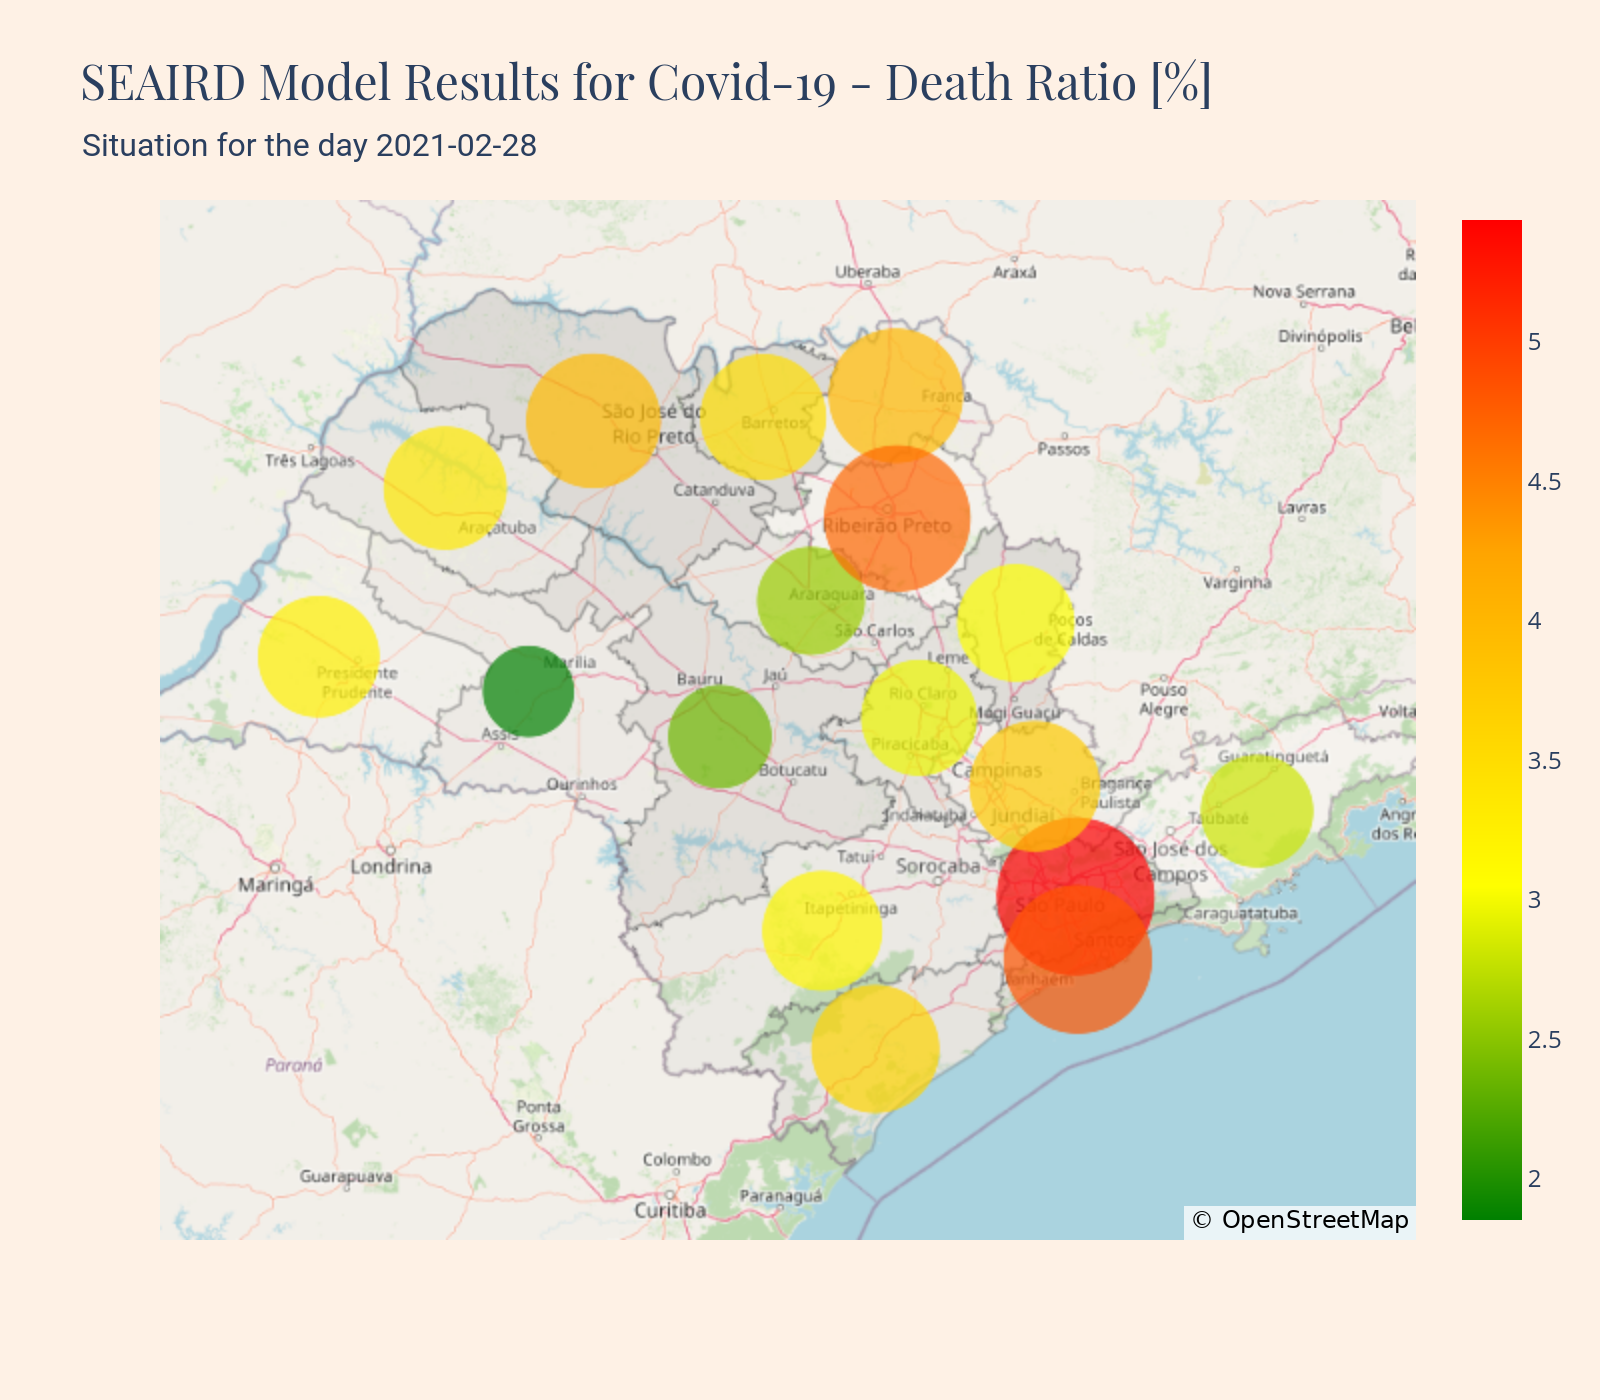 SEAIRD Model Results for Covid-19 - Death Ratio [%]
Situation for the day 2021-02-28
Uberaba
Araxá
Nova Serrana
Divinópolis
Franca
São José do
Rio Preto
Barretos
Passos
Três Lagoas
Catanduva
Araçatuba
Ribeirão Preto
Lavras
Varginha
Araraquara
São Carlos
Poços
de Caldas
Leme
Marília
Presidente
Prudente
Bauru
Jaú
Rio Claro
Pouso
Alegre
Mogi Guaçu
Assis
Piracicaba
Guaratinguetá
Botucatu
Campinas
Ourinhos
Bragança
Paulista
Indaiatuba
Jundiaí
Taubaté
São José dos
Campos
Tatuí
Sorocaba
Londrina
Maringá
São Paulo
Itapetininga
Caraguatatuba
Santos
Itanhaém
Paraná
Ponta
Grossa
Colombo
Guarapuava
Paranaguá
Curitiba
© OpenStreetMap
5
4.5
4
3.5
3
2.5
2